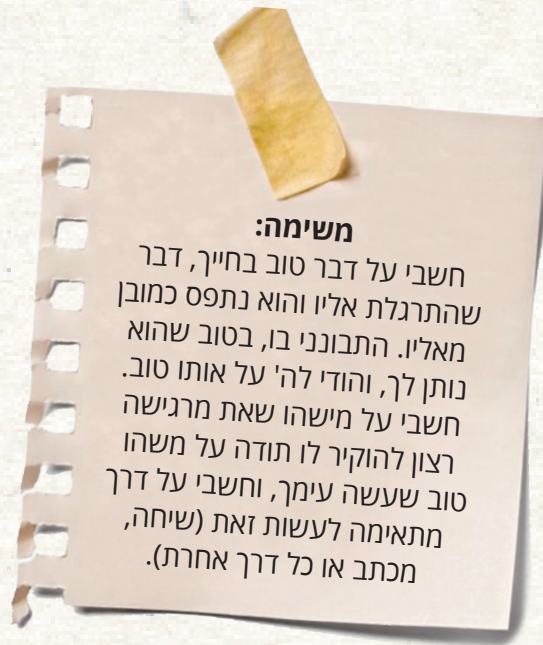 משימה:
חשבי על דבר טוב בחייך, דבר
שהתרגלת אליו והוא נתפס כמובן
מאליו. התבונני בו, בטוב שהוא
נותן לך, והודי לה' על אותו טוב.
חשבי על מישהו שאת מרגישה
רצון להוקיר לו תודה על משהו
טוב שעשה עימך, וחשבי על דרך
מתאימה לעשות זאת (שיחה,
מכתב או כל דרך אחרת).